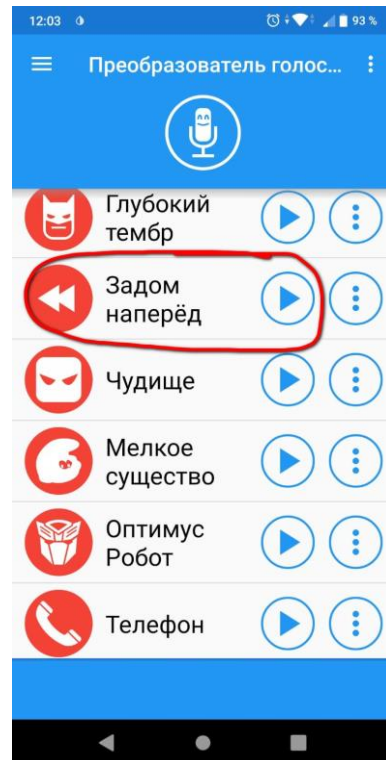 12:03
93 %
Преобразователь голос...
Глубокий
тембр
Задом
наперёд
Чудище
Мелкое
существо
Оптимус
Робот
Телефон